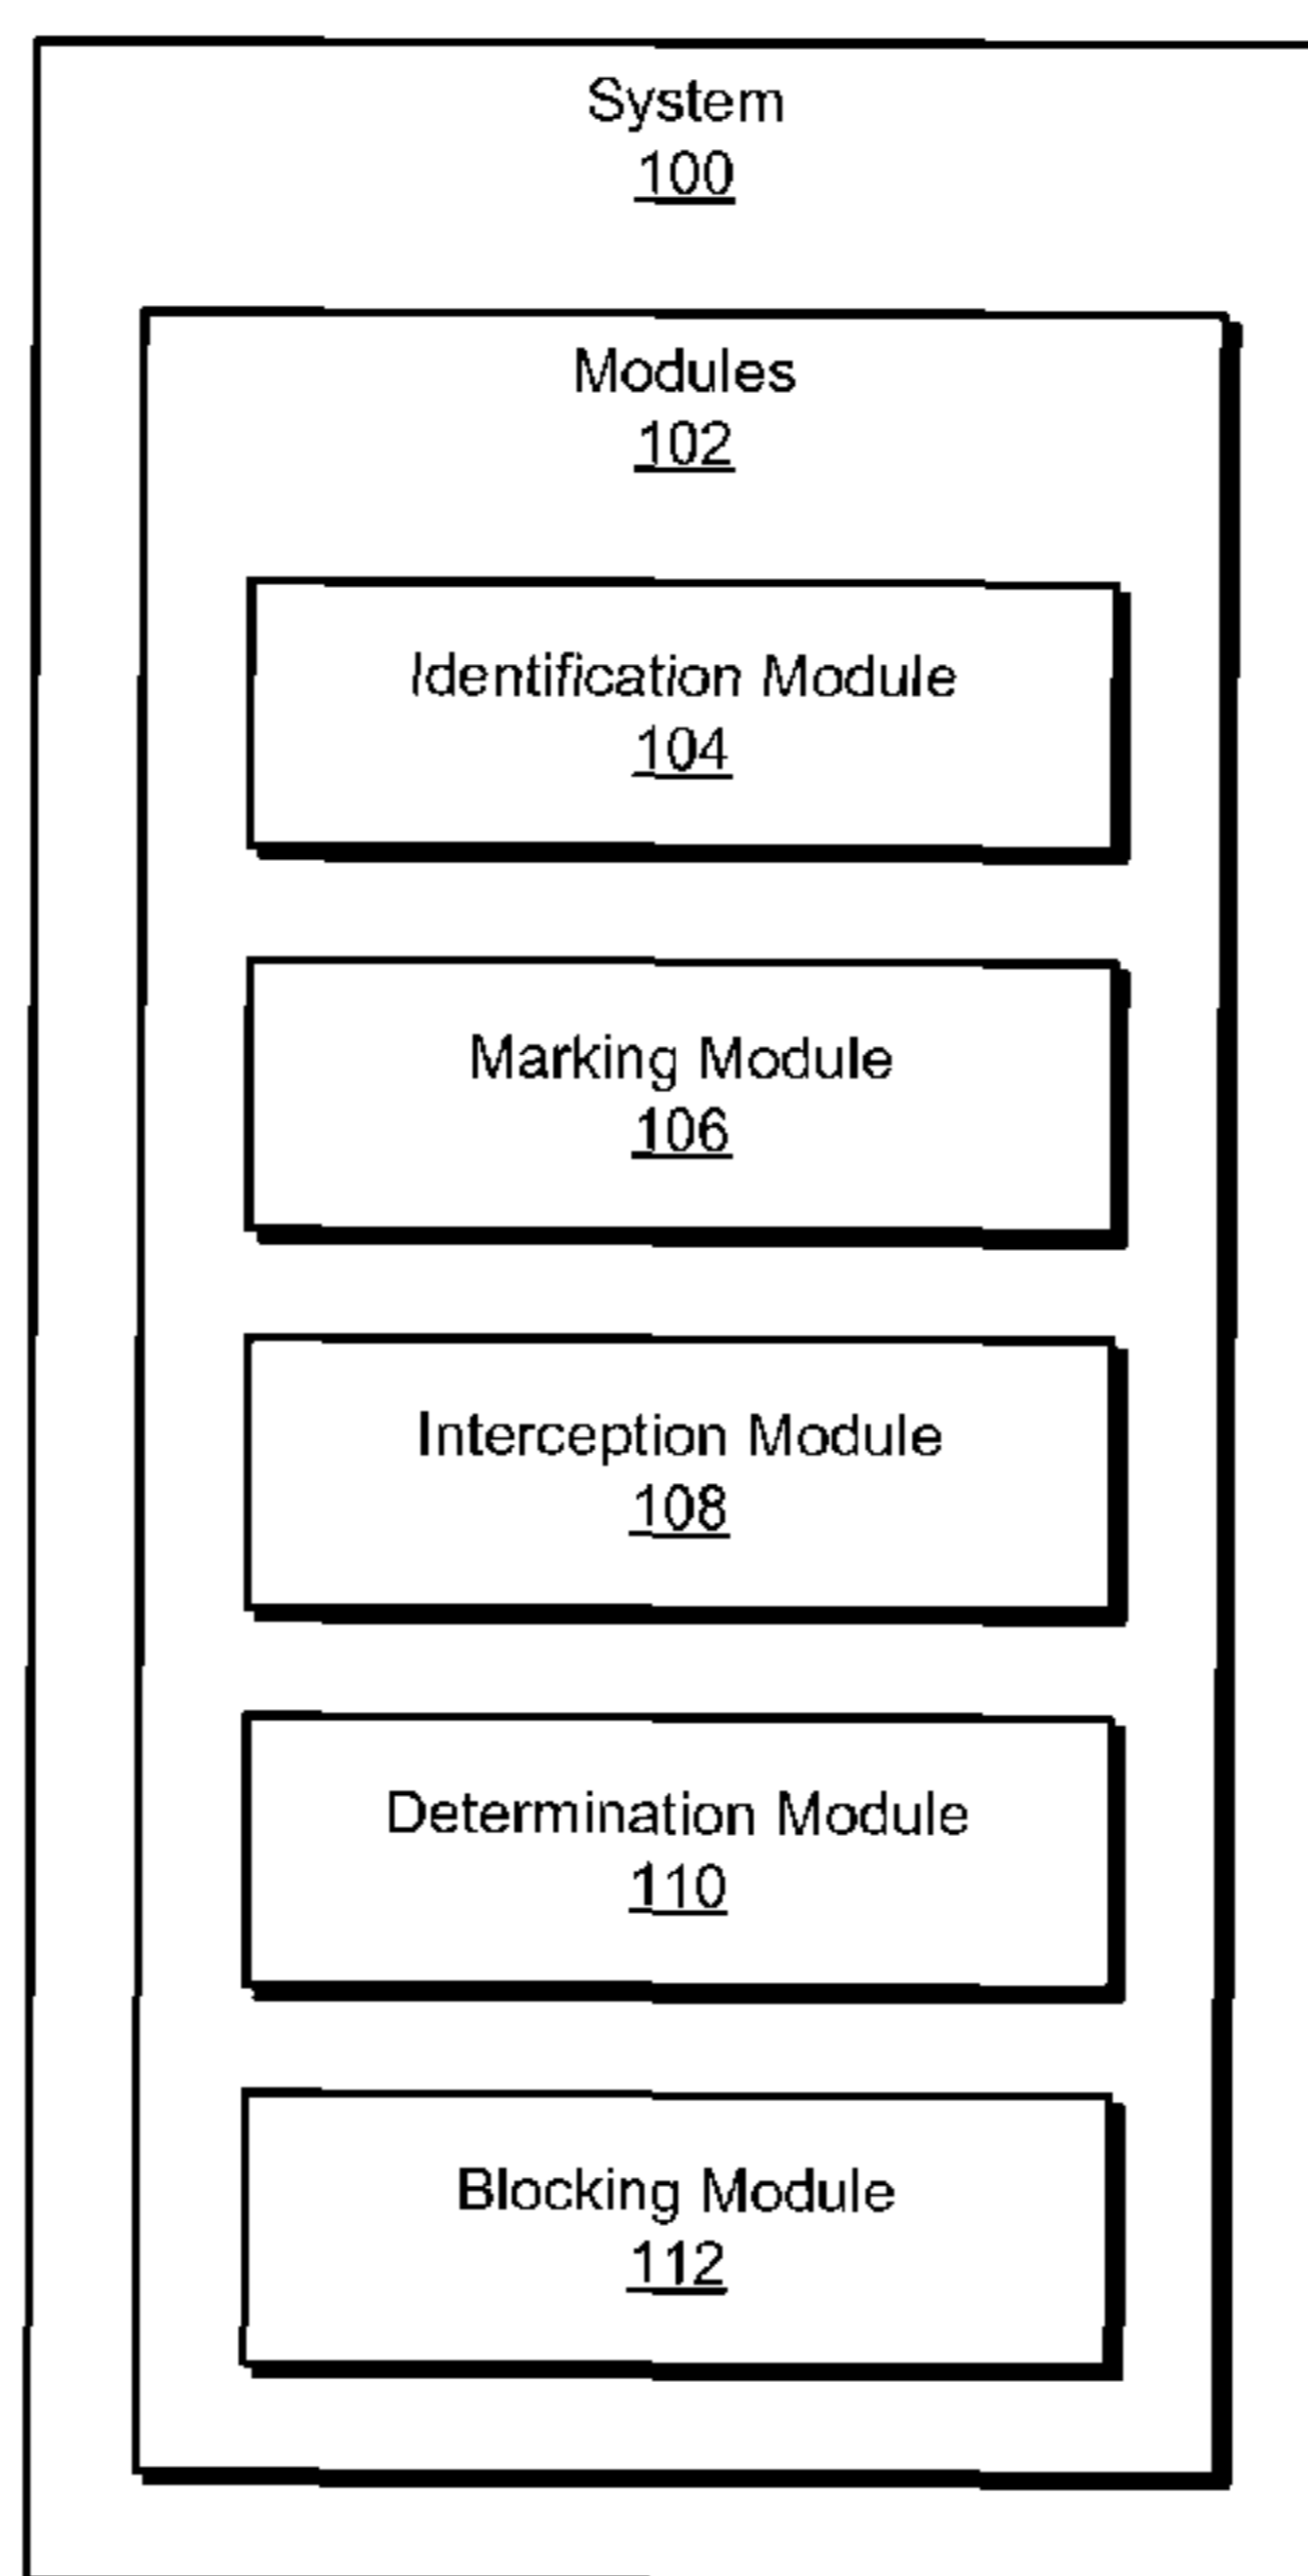 System
100
Modules
102
Identification Module
104
Marking Module
106
Interception Module
108
Determination Module
110
Blocking Module
112